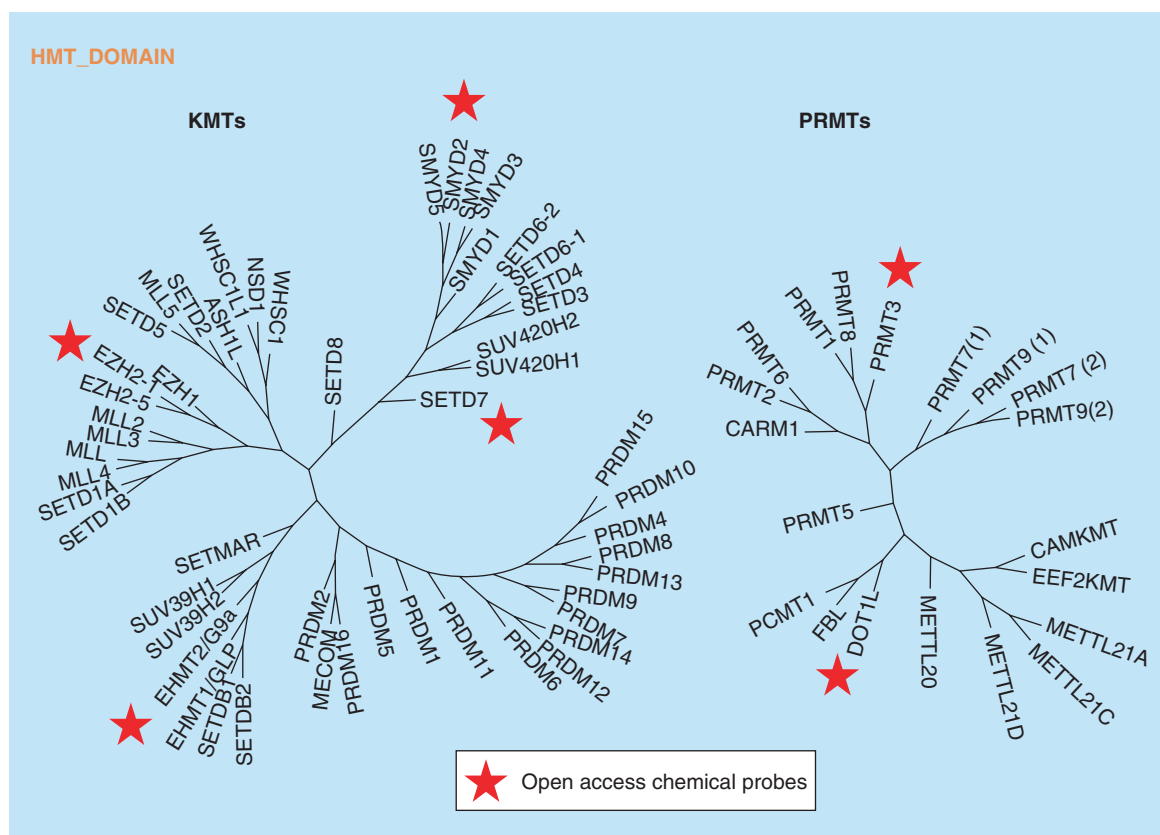 HMT_DOMAIN
KMTs
PRMTs
SMYD5
SMYD2
SMYD4
SMYD3
SMYD1
SETD6-2
SETD6-1
SETD4
SETD3
SUV420H2
SUV420H1
SETD7
SETD8
WHSC1
NSD1
WHSC1L1
ASH1L
SETD2
MLL5
SETD5
EZH1
EZH2-1
EZH2-5
MLL2
MLL3
MLL
MLL4
SETD1A
SETD1B
SETMAR
SUV39H1
SUV39H2
EHMT2/G9a
EHMT1/GLP
SETDB1
SETDB2
PRDM2
MECOM
PRDM16
PRDM5
PRDM1
PRDM11
PRDM6
PRDM12
PRDM14
PRDM7
PRDM9
PRDM13
PRDM8
PRDM4
PRDM10
PRDM15
PRMT2
PRMT6
CARM1
PRMT1
PRMT8
PRMT3
PRMT7(1)
PRMT9 (1)
PRMT7 (2)
PRMT9(2)
PRMT5
PCMT1
FBL
DOT1L
METTL20
METTL21D
METTL21C
METTL21A
EEF2KMT
CAMKMT
Open access chemical probes